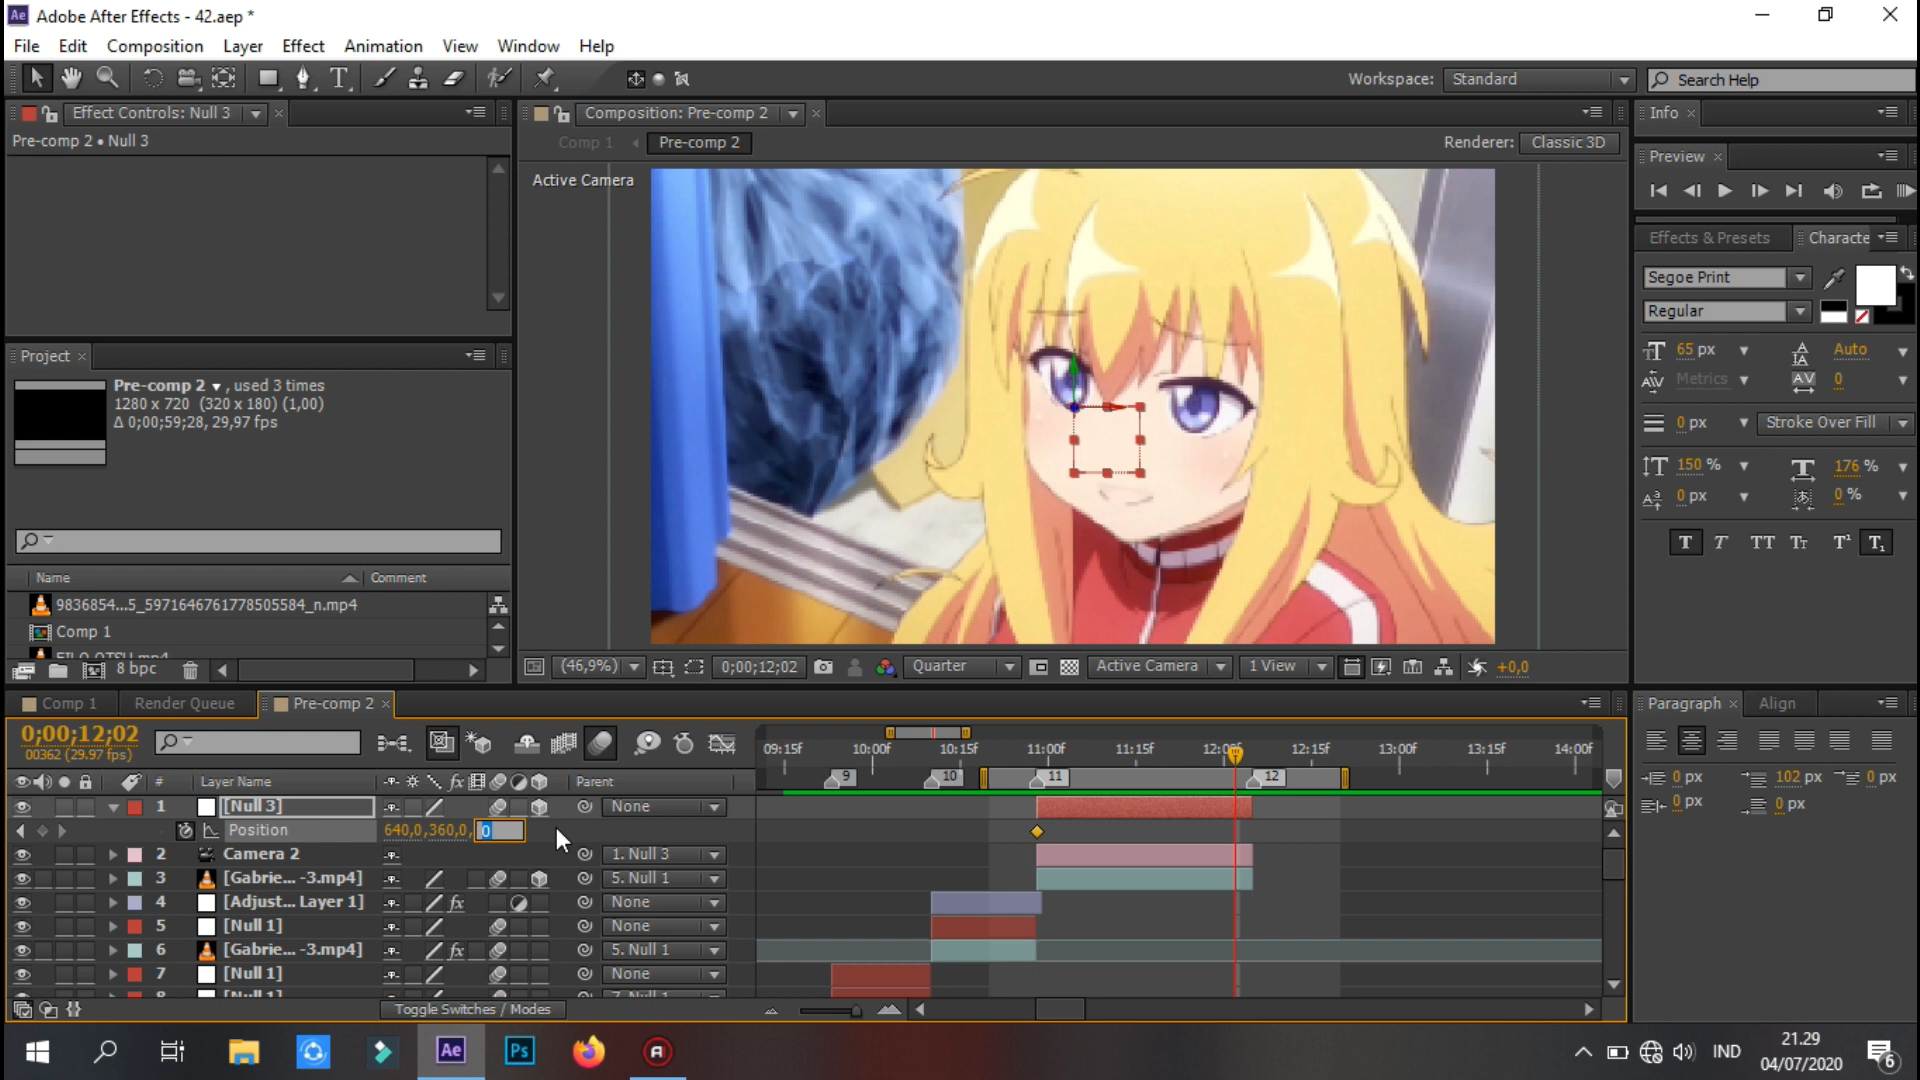 Ae Adobe After Effects - 42.aep *
File Edit Composition Layer Effect Animation View Window Help
Workspace: Standard Search Help
Effect Controls: Null 3
Pre-comp 2 • Null 3
Composition: Pre-comp 2
Comp 1 Pre-comp 2 Renderer: Classic 3D
Active Camera
Info
Preview
Effects & Presets Characte
Segoe Print
Regular
65 px Auto
Metrics 0
0 px Stroke Over Fill
150 % 176 %
0 px 0 %
T T TT Tt T¹ T₁
Project
Pre-comp 2 , used 3 times
1280 x 720 (320 x 180) (1,00)
Δ 0;00;59;28, 29,97 fps
Name Comment
9836854...5_5971646761778505584_n.mp4
Comp 1
8 bpc
(46,9%) 0;00;12;02 Quarter Active Camera 1 View +0,0
Comp 1 Render Queue Pre-comp 2
0;00;12;02
00362 (29.97 fps)
09:15f 10:00f 10:15f 11:00f 11:15f 12:15f 13:00f 13:15f 14:00f
9 10 11 12
# Layer Name fx Parent
1 [Null 3] None
Position 640,0,360,0, 0
2 Camera 2 1. Null 3
3 [Gabrie... -3.mp4] 5. Null 1
4 [Adjust... Layer 1] fx None
5 [Null 1] None
6 [Gabrie... -3.mp4] fx 5. Null 1
7 [Null 1] None
8 [Null 1] 7. Null 1
Toggle Switches / Modes
Paragraph Align
0 px 102 px 0 px
0 px 0 px
Ae Ps IND 21.29
04/07/2020
6